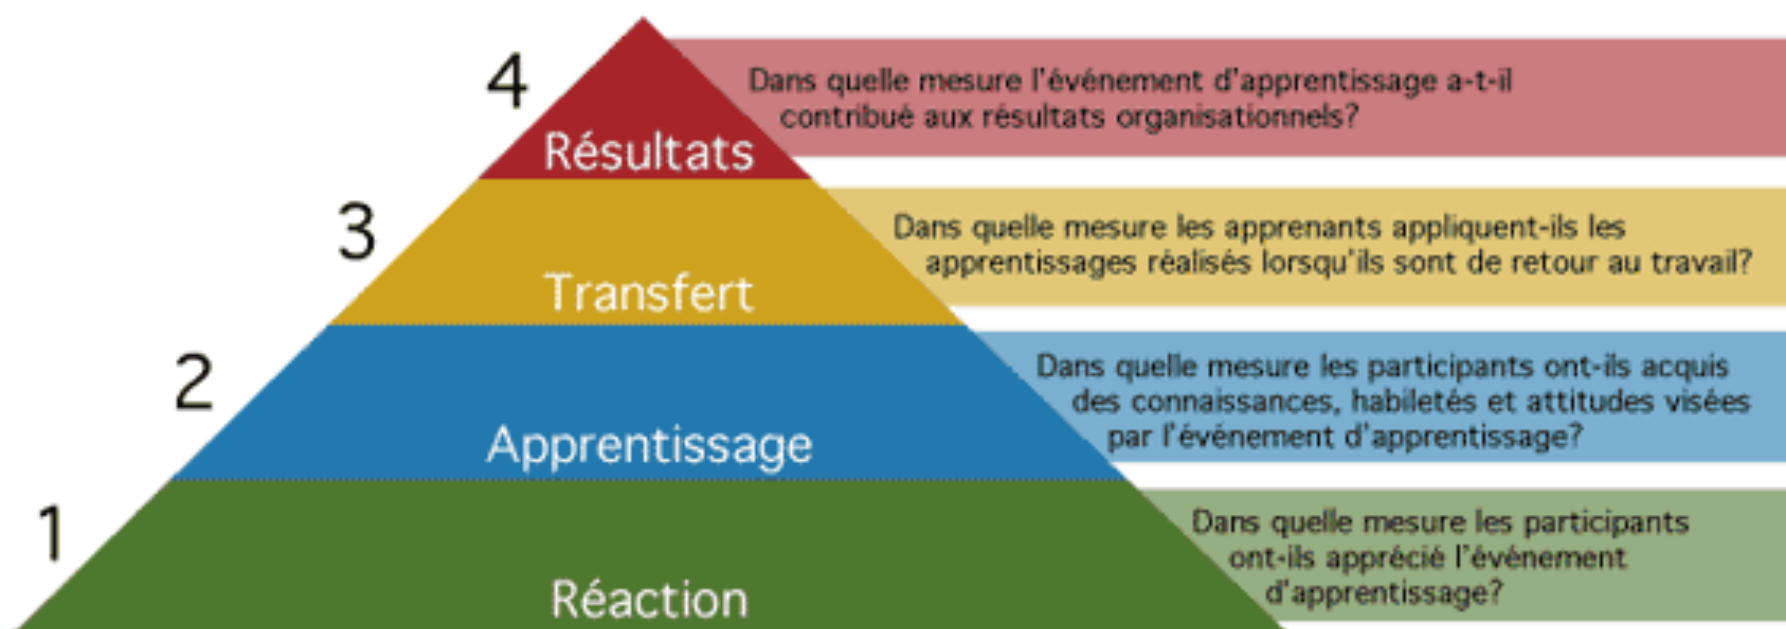 4
Résultats
Dans quelle mesure l'événement d'apprentissage a-t-il
contribué aux résultats organisationnels?
3
Transfert
Dans quelle mesure les apprenants appliquent-ils les
apprentissages réalisés lorsqu'ils sont de retour au travail?
2
Apprentissage
Dans quelle mesure les participants ont-ils acquis
des connaissances, habiletés et attitudes visées
par l'événement d'apprentissage?
1
Réaction
Dans quelle mesure les participants
ont-ils apprécié l'événement
d'apprentissage?